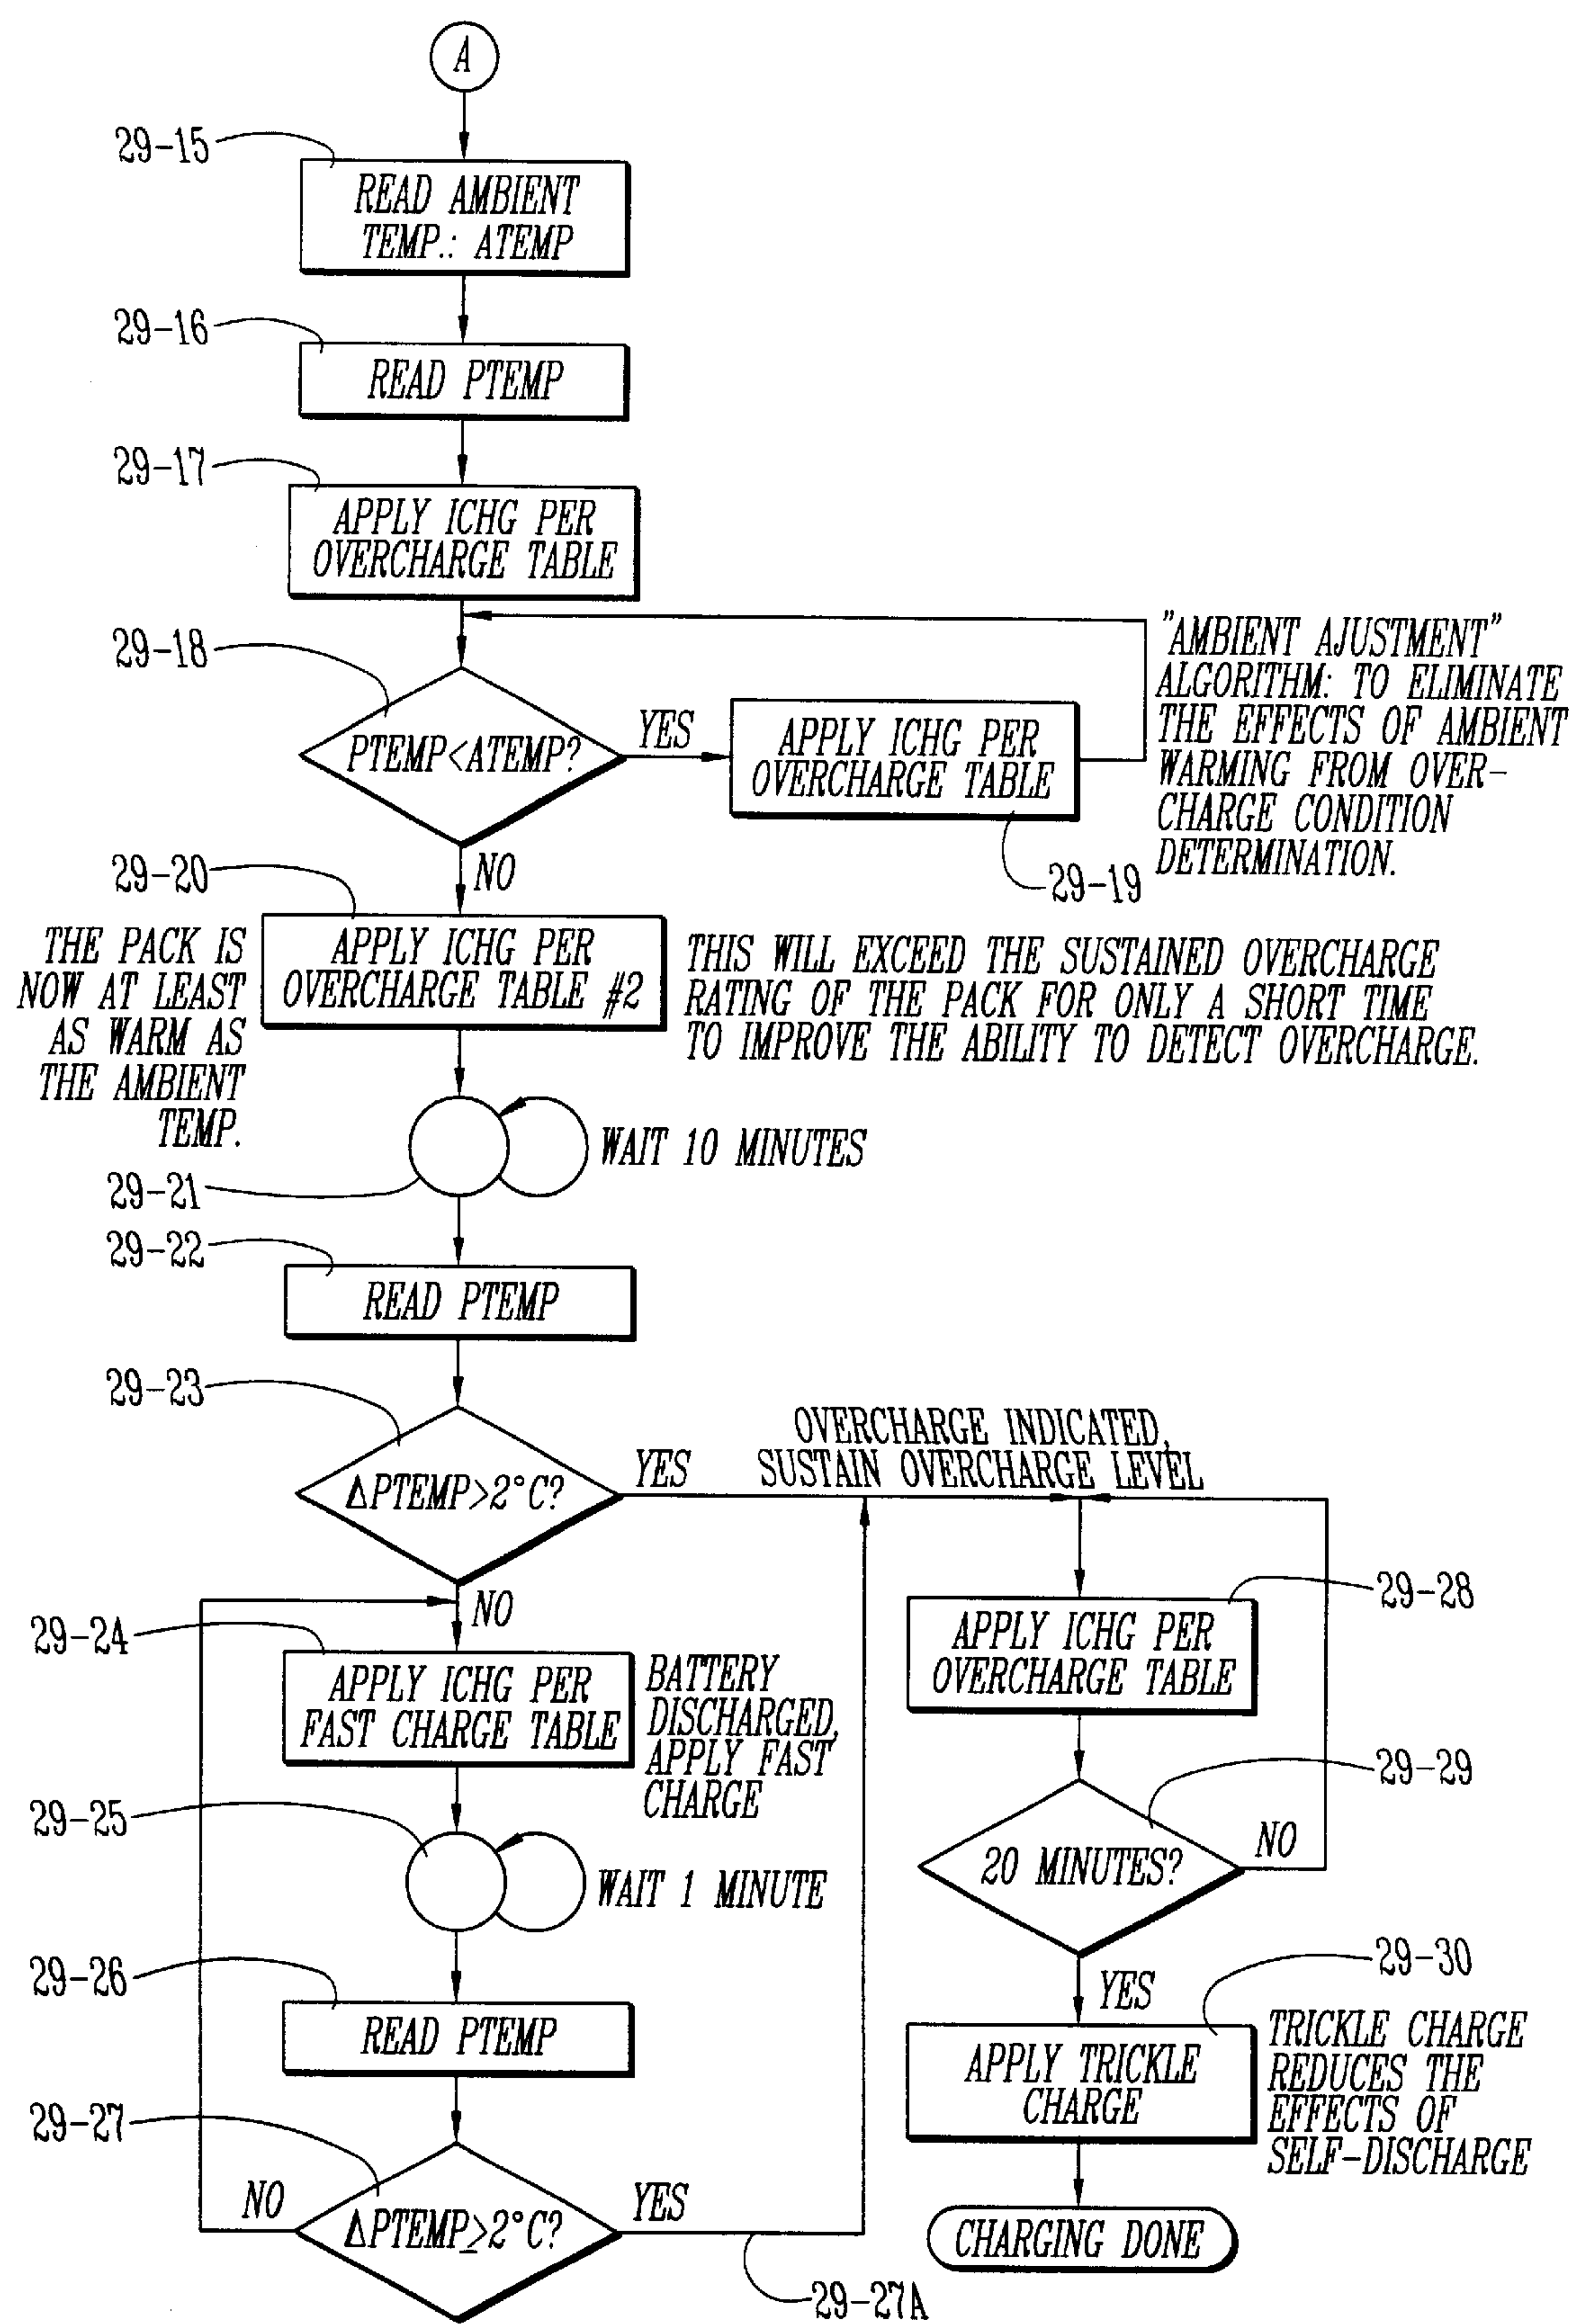 A
29-15
READ AMBIENT
TEMP.: ATEMP
29-16
READ PTEMP
29-17
APPLY ICHG PER
OVERCHARGE TABLE
29-18
PTEMP<ATEMP?
YES
APPLY ICHG PER
OVERCHARGE TABLE
29-19
"AMBIENT AJUSTMENT"
ALGORITHM: TO ELIMINATE
THE EFFECTS OF AMBIENT
WARMING FROM OVER-
CHARGE CONDITION
DETERMINATION.
NO
29-20
THE PACK IS
NOW AT LEAST
AS WARM AS
THE AMBIENT
TEMP.
APPLY ICHG PER
OVERCHARGE TABLE #2
THIS WILL EXCEED THE SUSTAINED OVERCHARGE
RATING OF THE PACK FOR ONLY A SHORT TIME
TO IMPROVE THE ABILITY TO DETECT OVERCHARGE.
WAIT 10 MINUTES
29-21
29-22
READ PTEMP
29-23
ΔPTEMP>2°C?
YES
OVERCHARGE INDICATED,
SUSTAIN OVERCHARGE LEVEL
NO
29-24
APPLY ICHG PER
FAST CHARGE TABLE
BATTERY
DISCHARGED,
APPLY FAST
CHARGE
29-25
WAIT 1 MINUTE
29-26
READ PTEMP
29-27
ΔPTEMP≥2°C?
NO
YES
29-27A
29-28
APPLY ICHG PER
OVERCHARGE TABLE
29-29
20 MINUTES?
NO
YES
29-30
APPLY TRICKLE
CHARGE
TRICKLE CHARGE
REDUCES THE
EFFECTS OF
SELF-DISCHARGE
CHARGING DONE